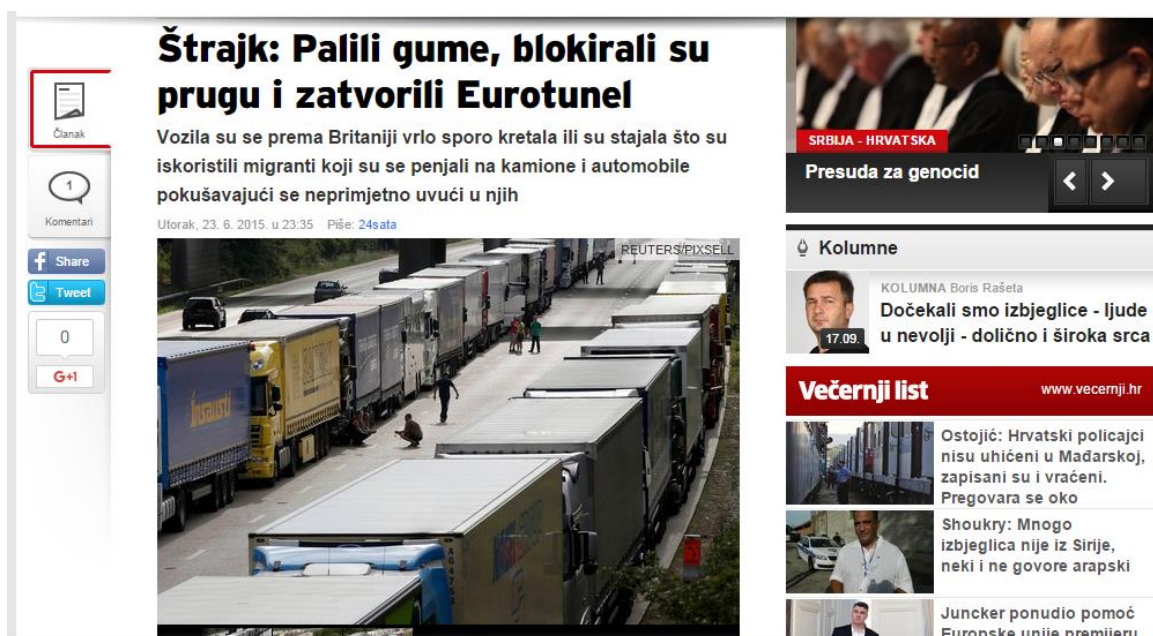 Štrajk: Palili gume, blokirali su
prugu i zatvorili Eurotunel
Vozila su se prema Britaniji vrlo sporo kretala ili su stajala što su
iskoristili migranti koji su se penjali na kamione i automobile
pokušavajući se neprimjetno uvući u njih
Utorak, 23. 6. 2015. u 23:35 Piše: 24sata
Članak
1
Komentari
Share
Tweet
0
G+1
REUTERS/PIXSELL
insausti
SRBIJA - HRVATSKA
Presuda za genocid
Kolumne
KOLUMNA Boris Rašeta
Dočekali smo izbjeglice - ljude
u nevolji - dolično i široka srca
17.09.
Večernji list
www.vecernji.hr
Ostojić: Hrvatski policajci
nisu uhićeni u Mađarskoj,
zapisani su i vraćeni.
Pregovara se oko
Shoukry: Mnogo
izbjeglica nije iz Sirije,
neki i ne govore arapski
Juncker ponudio pomoć
Europske unije premijeru